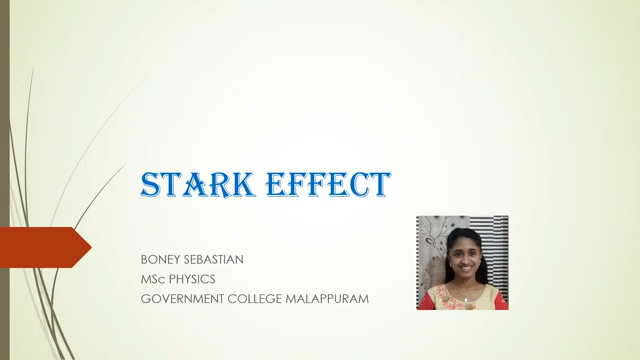 STARK EFFECT
BONEY SEBASTIAN
MSc PHYSICS
GOVERNMENT COLLEGE MALAPPURAM